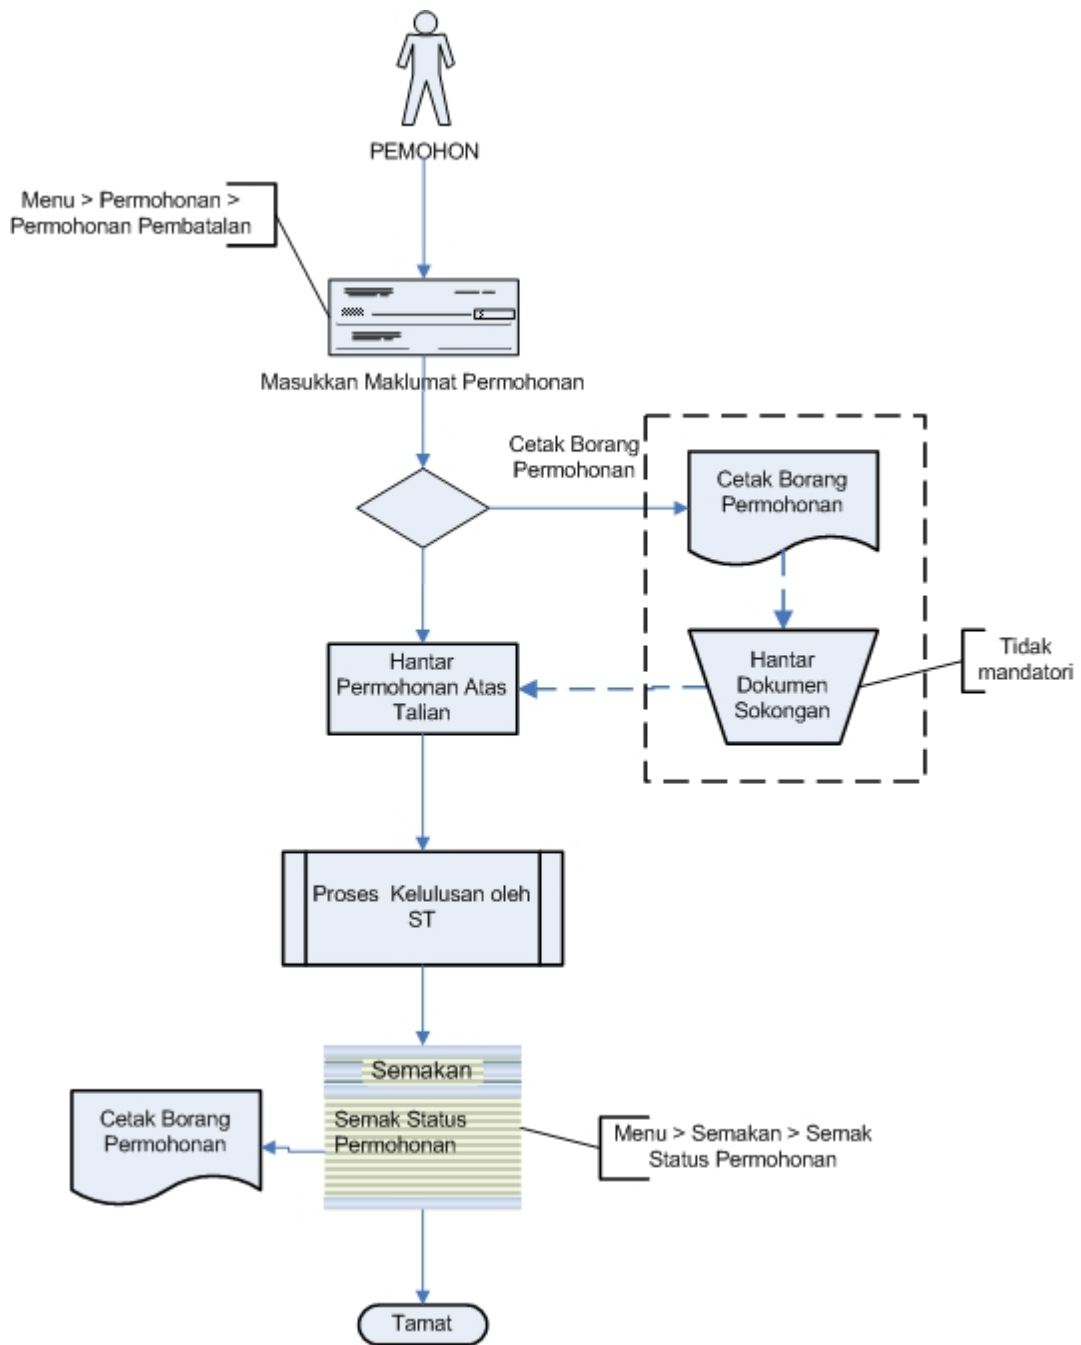 PEMOHON
Menu > Permohonan >
Permohonan Pembatalan
Masukkan Maklumat Permohonan
Cetak Borang
Permohonan
Cetak Borang
Permohonan
Hantar
Permohonan Atas
Talian
Hantar
Dokumen
Sokongan
Tidak
mandatori
Proses Kelulusan oleh
ST
Semakan
Semak Status
Permohonan
Cetak Borang
Permohonan
Menu > Semakan > Semak
Status Permohonan
Tamat